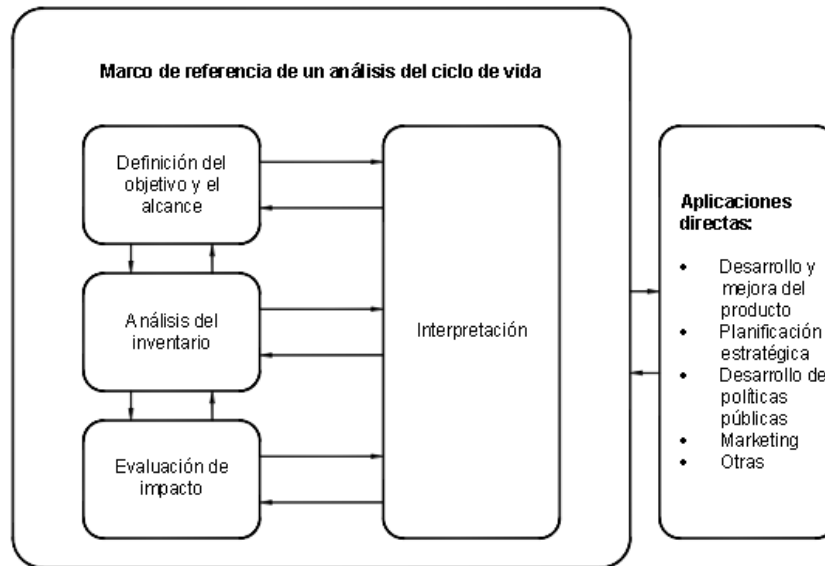 Marco de referencia de un análisis del ciclo de vida
Definición del
objetivo y el
alcance
Análisis del
inventario
Evaluación de
impacto
Interpretación
Aplicaciones
directas:
• Desarrollo y
mejora del
producto
• Planificación
estratégica
• Desarrollo de
políticas
públicas
• Marketing
• Otras